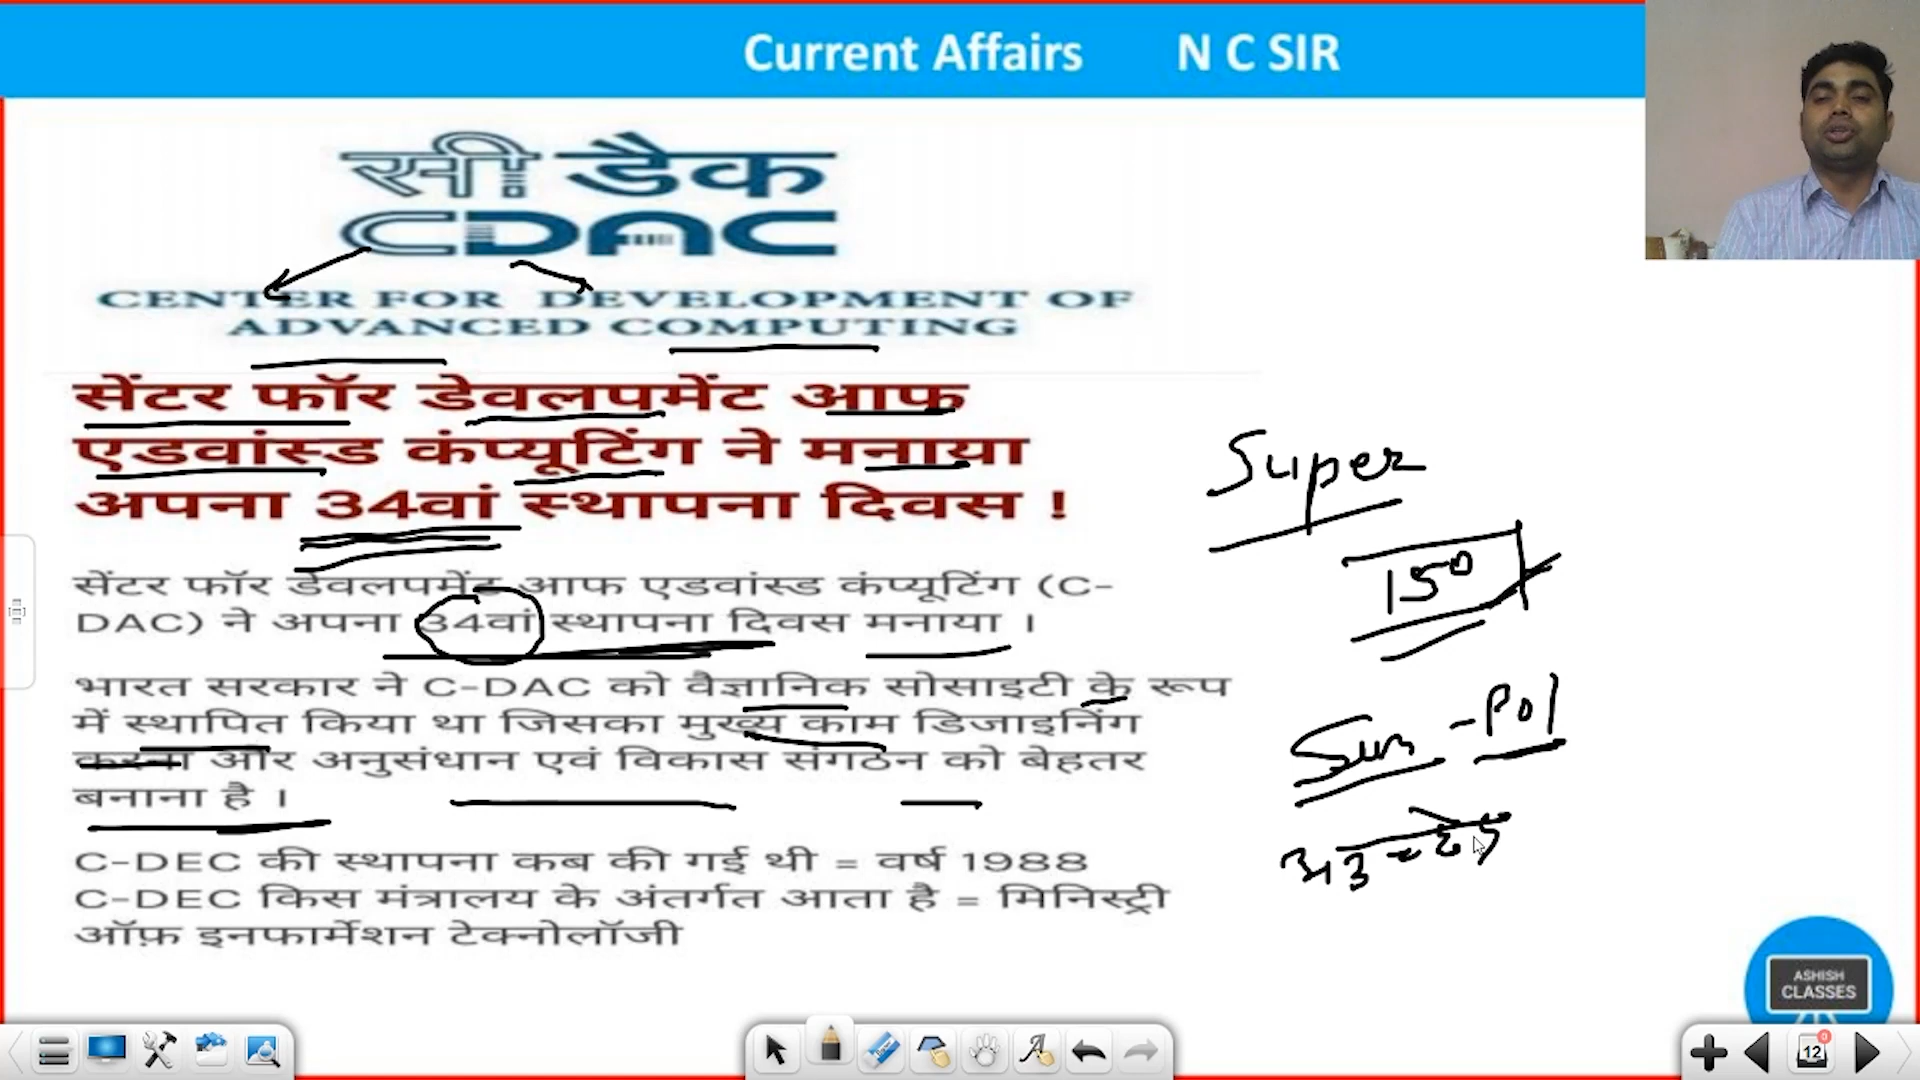 Current Affairs N C SIR
सी डैक
CDAC
CENTER FOR DEVELOPMENT OF
ADVANCED COMPUTING
सेंटर फॉर डेवलपमेंट आफ
एडवांस्ड कंप्यूटिंग ने मनाया
अपना 34वां स्थापना दिवस !
सेंटर फॉर डेवलपमेंट आफ एडवांस्ड कंप्यूटिंग (C-
DAC) ने अपना 34वां स्थापना दिवस मनाया ।
भारत सरकार ने C-DAC को वैज्ञानिक सोसाइटी के रूप
में स्थापित किया था जिसका मुख्य काम डिजाइनिंग
करना और अनुसंधान एवं विकास संगठन को बेहतर
बनाना है ।
C-DEC की स्थापना कब की गई थी = वर्ष 1988
C-DEC किस मंत्रालय के अंतर्गत आता है = मिनिस्ट्री
ऑफ़ इनफार्मेशन टेक्नोलॉजी
Super
150
Pol
ASHISH
CLASSES
12
0